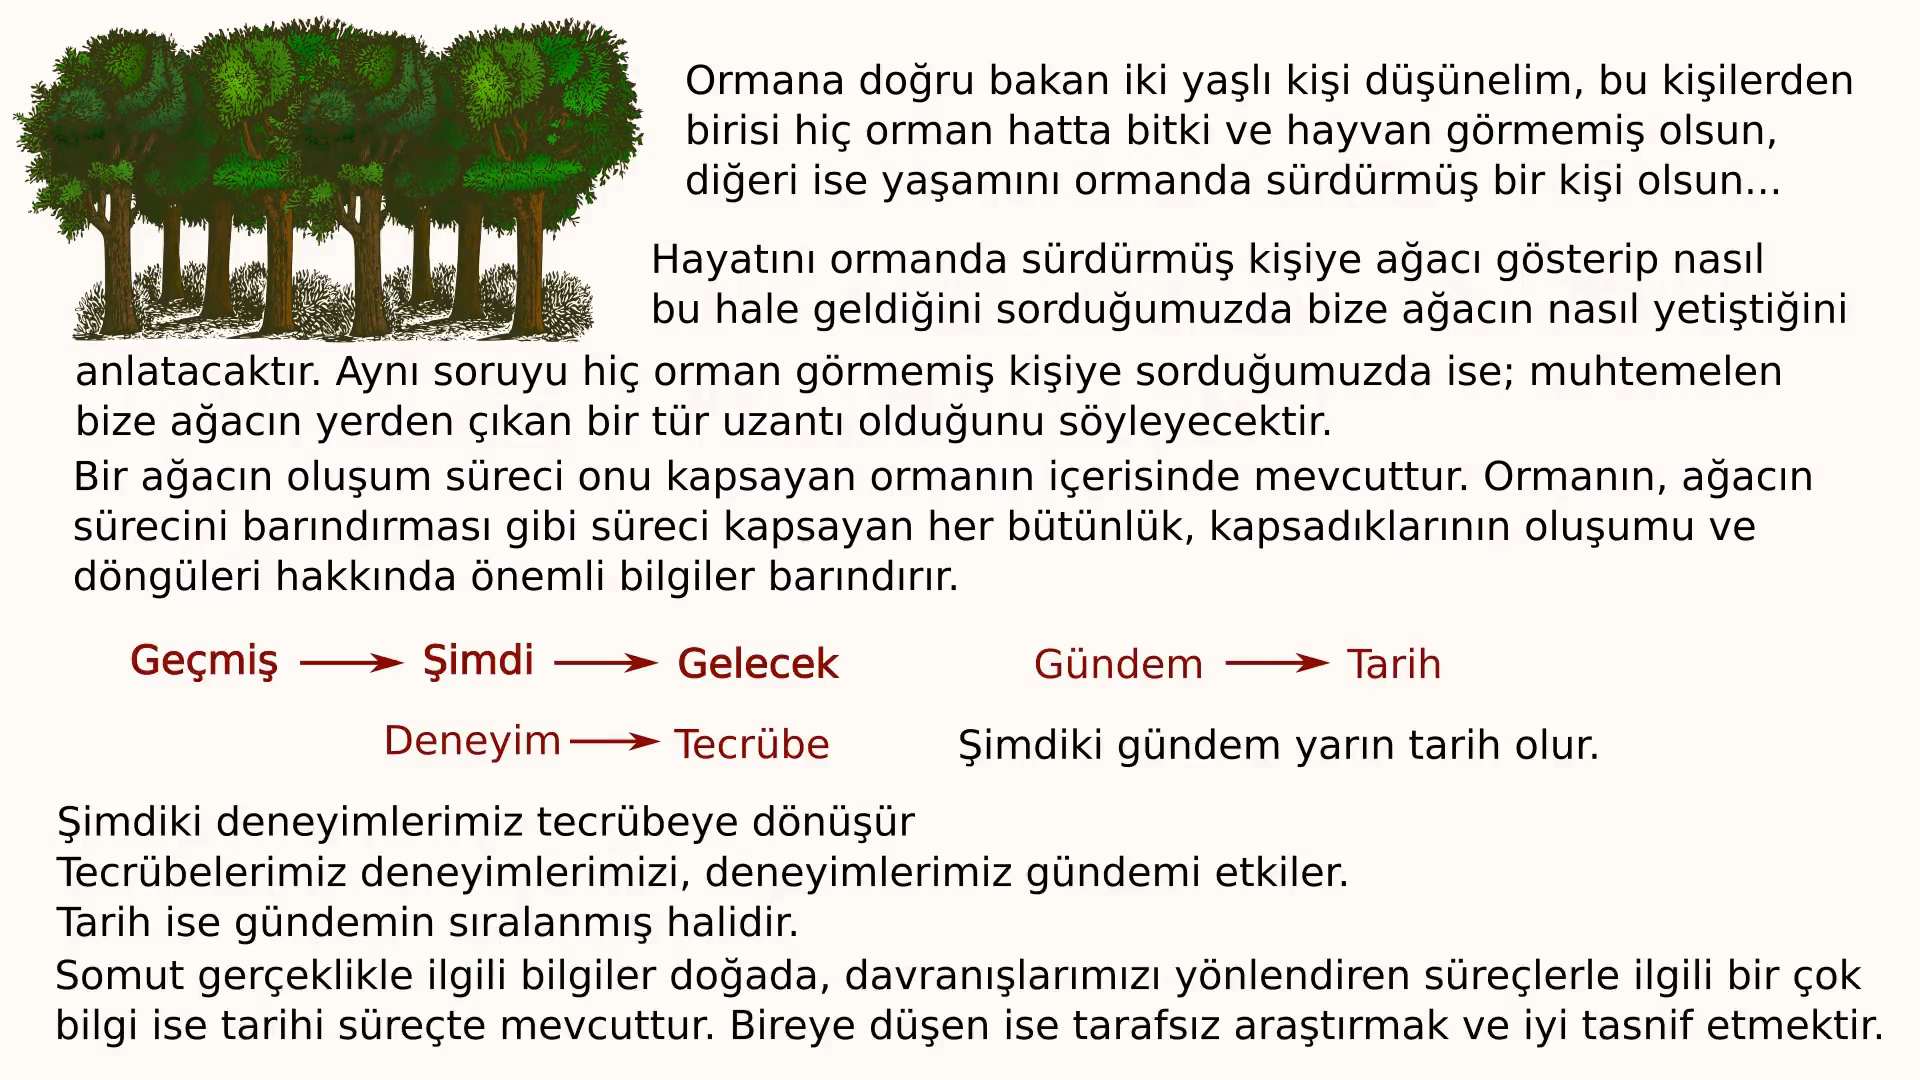 Ormana doğru bakan iki yaşlı kişi düşünelim, bu kişilerden
birisi hiç orman hatta bitki ve hayvan görmemiş olsun,
diğeri ise yaşamını ormanda sürdürmüş bir kişi olsun...
Hayatını ormanda sürdürmüş kişiye ağacı gösterip nasıl
bu hale geldiğini sorduğumuzda bize ağacın nasıl yetiştiğini
anlatacaktır. Aynı soruyu hiç orman görmemiş kişiye sorduğumuzda ise; muhtemelen
bize ağacın yerden çıkan bir tür uzantı olduğunu söyleyecektir.
Bir ağacın oluşum süreci onu kapsayan ormanın içerisinde mevcuttur. Ormanın, ağacın
sürecini barındırması gibi süreci kapsayan her bütünlük, kapsadıklarının oluşumu ve
döngüleri hakkında önemli bilgiler barındırır.
Geçmiş → Şimdi → Gelecek
Gündem → Tarih
Deneyim → Tecrübe
Şimdiki gündem yarın tarih olur.
Şimdiki deneyimlerimiz tecrübeye dönüşür
Tecrübelerimiz deneyimlerimizi, deneyimlerimiz gündemi etkiler.
Tarih ise gündemin sıralanmış halidir.
Somut gerçeklikle ilgili bilgiler doğada, davranışlarımızı yönlendiren süreçlerle ilgili bir çok
bilgi ise tarihi süreçte mevcuttur. Bireye düşen ise tarafsız araştırmak ve iyi tasnif etmektir.